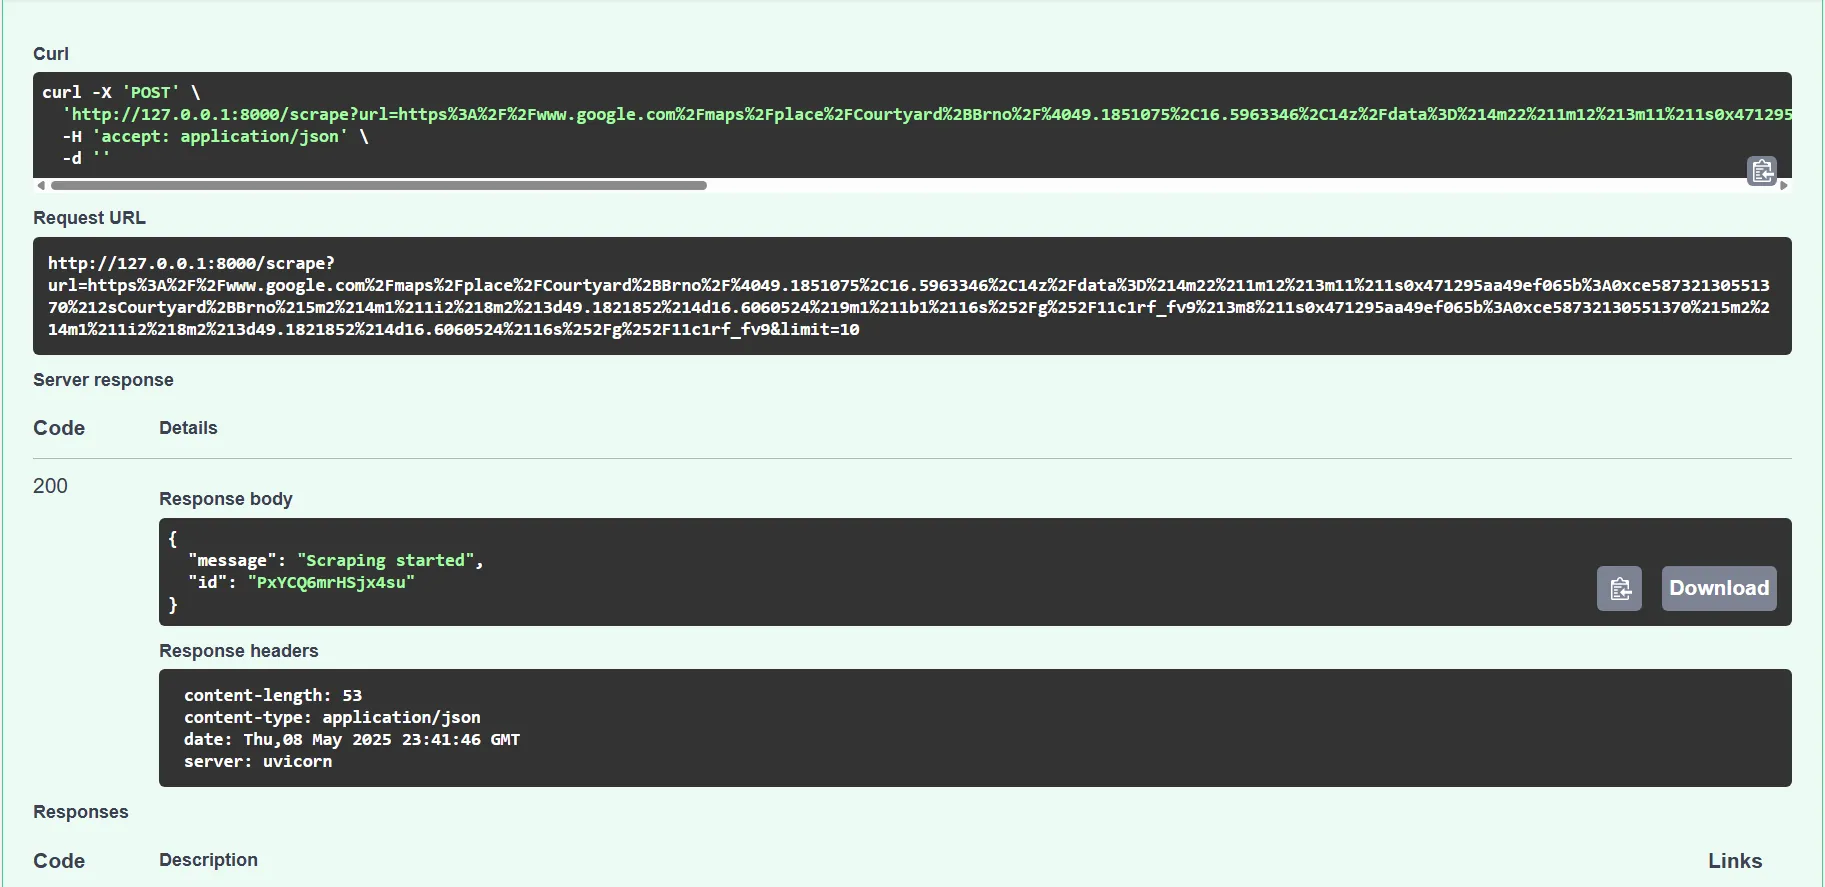 Curl
curl -X 'POST' \
'http://127.0.0.1:8000/scrape?url=https%3A%2F%2Fwww.google.com%2Fmaps%2Fplace%2FCourtyard%2BBrno%2F%4049.1851075%2C16.5963346%2C14z%2Fdata%3D%214m22%211m12%213m11%211s0x471295
-H 'accept: application/json' \
-d ''
Request URL
http://127.0.0.1:8000/scrape?
url=https%3A%2F%2Fwww.google.com%2Fmaps%2Fplace%2FCourtyard%2BBrno%2F%4049.1851075%2C16.5963346%2C14z%2Fdata%3D%214m22%211m12%213m11%211s0x471295aa49ef065b%3A0xce587321305513
70%212sCourtyard%2BBrno%215m2%214m1%211i2%218m2%213d49.1821852%214d16.6060524%219m1%211b1%2116s%252Fg%252F11c1rf_fv9%213m8%211s0x471295aa49ef065b%3A0xce58732130551370%215m2%2
14m1%211i2%218m2%213d49.1821852%214d16.6060524%2116s%252Fg%252F11c1rf_fv9&limit=10
Server response
Code Details
200
Response body
{
"message": "Scraping started",
"id": "PxYCQ6mrHSjx4su"
}
Download
Response headers
content-length: 53
content-type: application/json
date: Thu,08 May 2025 23:41:46 GMT
server: uvicorn
Responses
Code Description Links